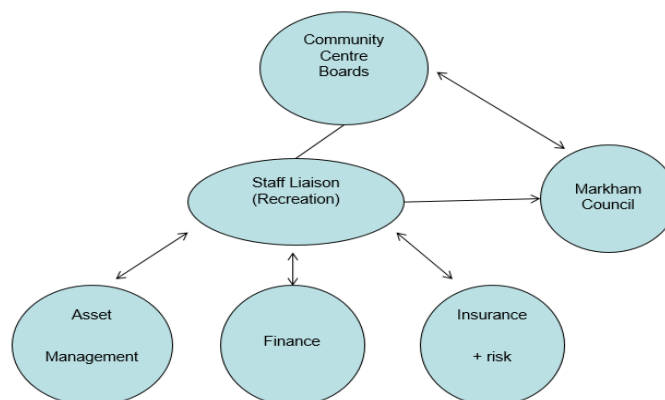 Community
Centre
Boards
Staff Liaison
(Recreation)
Markham
Council
Asset
Management
Finance
Insurance
+ risk